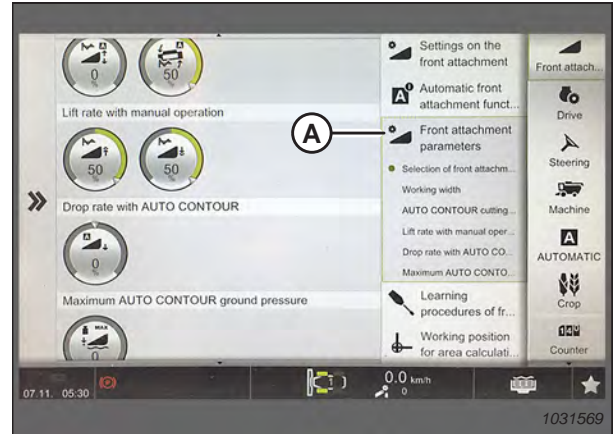 0
%
50
%
Lift rate with manual operation
50
%
50
%
Drop rate with AUTO CONTOUR
A
0
%
Maximum AUTO CONTOUR ground pressure
MAX
0
Settings on the
front attachment
A
Automatic front
attachment funct...
A
Front attachment
parameters
Selection of front attachm...
Working width
AUTO CONTOUR cutting...
Lift rate with manual oper...
Drop rate with AUTO CO...
Maximum AUTO CONTO...
Learning
procedures of fr...
Working position
for area calculati...
Front attach...
Drive
Steering
Machine
A
AUTOMATIC
Crop
Counter
07.11. 05:30
0.0 km/h
0
1031569